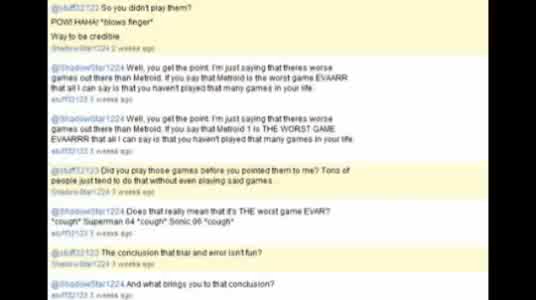 @stuff32123 So you didn't play them?
POW! HAHA! *blows finger*
Way to be credible
ShadowStar1224 2 weeks ago
@ShadowStar1224 Well, you get the point. I'm just saying that theres worse
games out there than Metroid. If you say that Metroid is the worst game EVAARR
that all I can say is that you haven't played that many games in your life.
stuff32123 3 weeks ago
@ShadowStar1224 Well, you get the point. I'm just saying that theres worse
games out there than Metroid. If you say that Metroid 1 is THE WORST GAME
EVAARRR that all I can say is that you haven't played that many games in your life.
stuff32123 3 weeks ago
@stuff32123 Did you play those games before you pointed them to me? Tons of
people just tend to do that without even playing said games...
ShadowStar1224 3 weeks ago
@ShadowStar1224 Does that really mean that it's THE worst game EVAR?
*cough* Superman 64 *cough* Sonic 06 *cough*
stuff32123 3 weeks ago
@stuff32123 The conclusion that trial and error isn't fun?
ShadowStar1224 3 weeks ago
@ShadowStar1224 And what brings you to that conclusion?
stuff32123 3 weeks ago